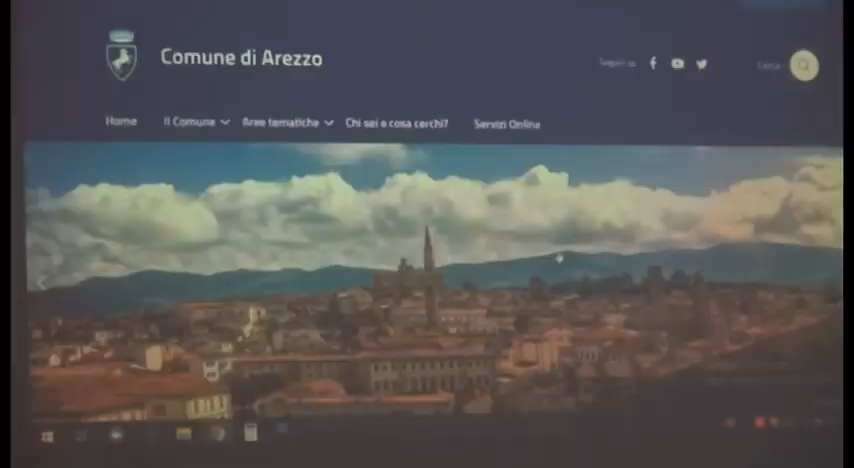 Comune di Arezzo
Seguici su
Cerca
Home Il Comune Aree tematiche Chi sei e cosa cerchi? Servizi Online